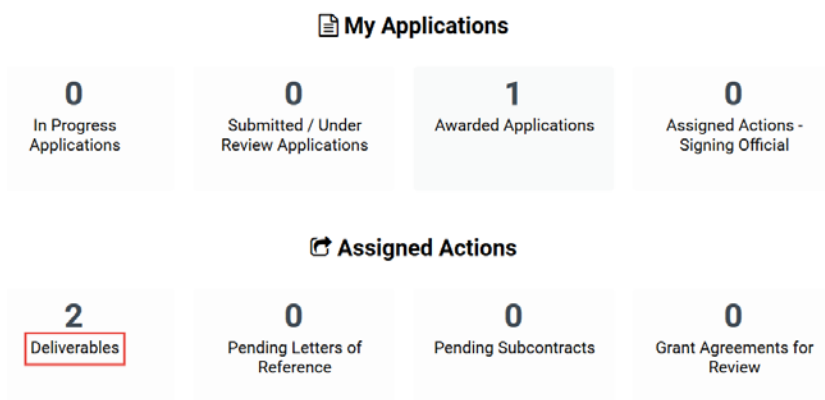 My Applications
0
In Progress
Applications
0
Submitted / Under
Review Applications
1
Awarded Applications
0
Assigned Actions -
Signing Official
Assigned Actions
2
Deliverables
0
Pending Letters of
Reference
0
Pending Subcontracts
0
Grant Agreements for
Review